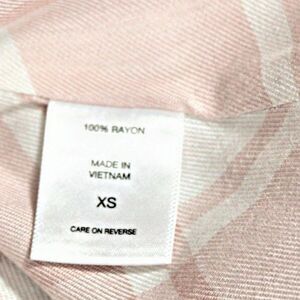 100% RAYON
MADE IN
VIETNAM
XS
CARE ON REVERSE